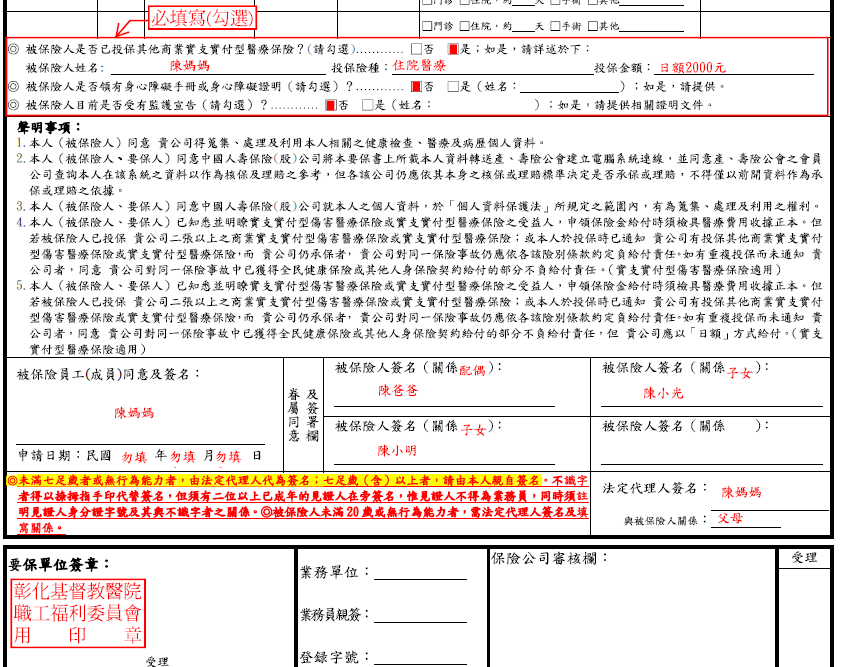 □門診 □住院，約＿＿天 □手術 □其他
必填寫(勾選)
□門診 □住院，約＿＿天 □手術 □其他
◎ 被保險人是否已投保其他商業實支實付型醫療保險？(請勾選)………… □否 ■是；如是，請詳述於下：
被保險人姓名: 陳媽媽 投保險種：住院醫療 投保金額：日額2000元
◎ 被保險人是否領有身心障礙手冊或身心障礙證明（請勾選）？………… ■否 □是（姓名：＿＿＿＿）；如是，請提供。
◎ 被保險人目前是否受有監護宣告（請勾選）？………… ■否 □是（姓名：　　　　）；如是，請提供相關證明文件。
聲明事項：
1.本人（被保險人）同意 貴公司得蒐集、處理及利用本人相關之健康檢查、醫療及病歷個人資料。
2.本人（被保險人、要保人）同意中國人壽保險(股)公司將本要保書上所載本人資料轉送產、壽險公會建立電腦系統連線，並同意產、壽險公會之會員
公司查詢本人在該系統之資料以作為核保及理賠之參考，但各該公司仍應依其本身之核保或理賠標準決定是否承保或理賠，不得僅以前開資料作為承
保或理賠之依據。
3.本人（被保險人、要保人）同意中國人壽保險(股)公司就本人之個人資料，於「個人資料保護法」所規定之範圍內，有為蒐集、處理及利用之權利。
4.本人（被保險人、要保人）已知悉並明瞭實支實付型傷害醫療保險或實支實付型醫療保險之受益人，申領保險金給付時須檢具醫療費用收據正本。但
若被保險人已投保 貴公司二張以上之商業實支實付型傷害醫療保險或實支實付型醫療保險；或本人於投保時已通知 貴公司有投保其他商業實支實付
型傷害醫療保險或實支實付型醫療保險,而 貴公司仍承保者， 貴公司對同一保險事故仍應依各該險別條款約定負給付責任。如有重複投保而未通知 貴
公司者，同意 貴公司對同一保險事故中已獲得全民健康保險或其他人身保險契約給付的部分不負給付責任。(實支實付型傷害醫療保險適用）
5.本人（被保險人、要保人）已知悉並明瞭實支實付型傷害醫療保險或實支實付型醫療保險之受益人，申領保險金給付時須檢具醫療費用收據正本。但
若被保險人已投保 貴公司二張以上之商業實支實付型傷害醫療保險或實支實付型醫療保險；或本人於投保時已通知 貴公司有投保其他商業實支實付
型傷害醫療保險或實支實付型醫療保險,而 貴公司仍承保者， 貴公司對同一保險事故仍應依各該險別條款約定負給付責任。如有重複投保而未通知 貴
公司者，同意 貴公司對同一保險事故中已獲得全民健康保險或其他人身保險契約給付的部分不負給付責任，但 貴公司應以「日額」方式給付。(實支
實付型醫療保險適用）
被保險員工(成員)同意及簽名：
陳媽媽
申請日期：民國 勿填 年勿填 月勿填 日
眷屬同意
及簽署欄
被保險人簽名（關係配偶）：
陳爸爸
被保險人簽名（關係子女）：
陳小光
被保險人簽名（關係子女）：
陳小明
被保險人簽名（關係　　）：
◎未滿七足歲者或無行為能力者，由法定代理人代為簽名；七足歲（含）以上者，請由本人親自簽名。不識字
者得以捺拇指手印代替簽名，但須有二位以上已成年的見證人在旁簽名，惟見證人不得為業務員，同時須註
明見證人身分證字號及其與不識字者之關係。◎被保險人未滿20歲或無行為能力者，需法定代理人簽名及填
寫關係。
法定代理人簽名：陳媽媽
與被保險人關係：父母
要保單位簽章：
彰化基督教醫院
職工福利委員會
用　印　章
受理
業務單位：
業務員親簽：
登錄字號：
保險公司審核欄：
受理